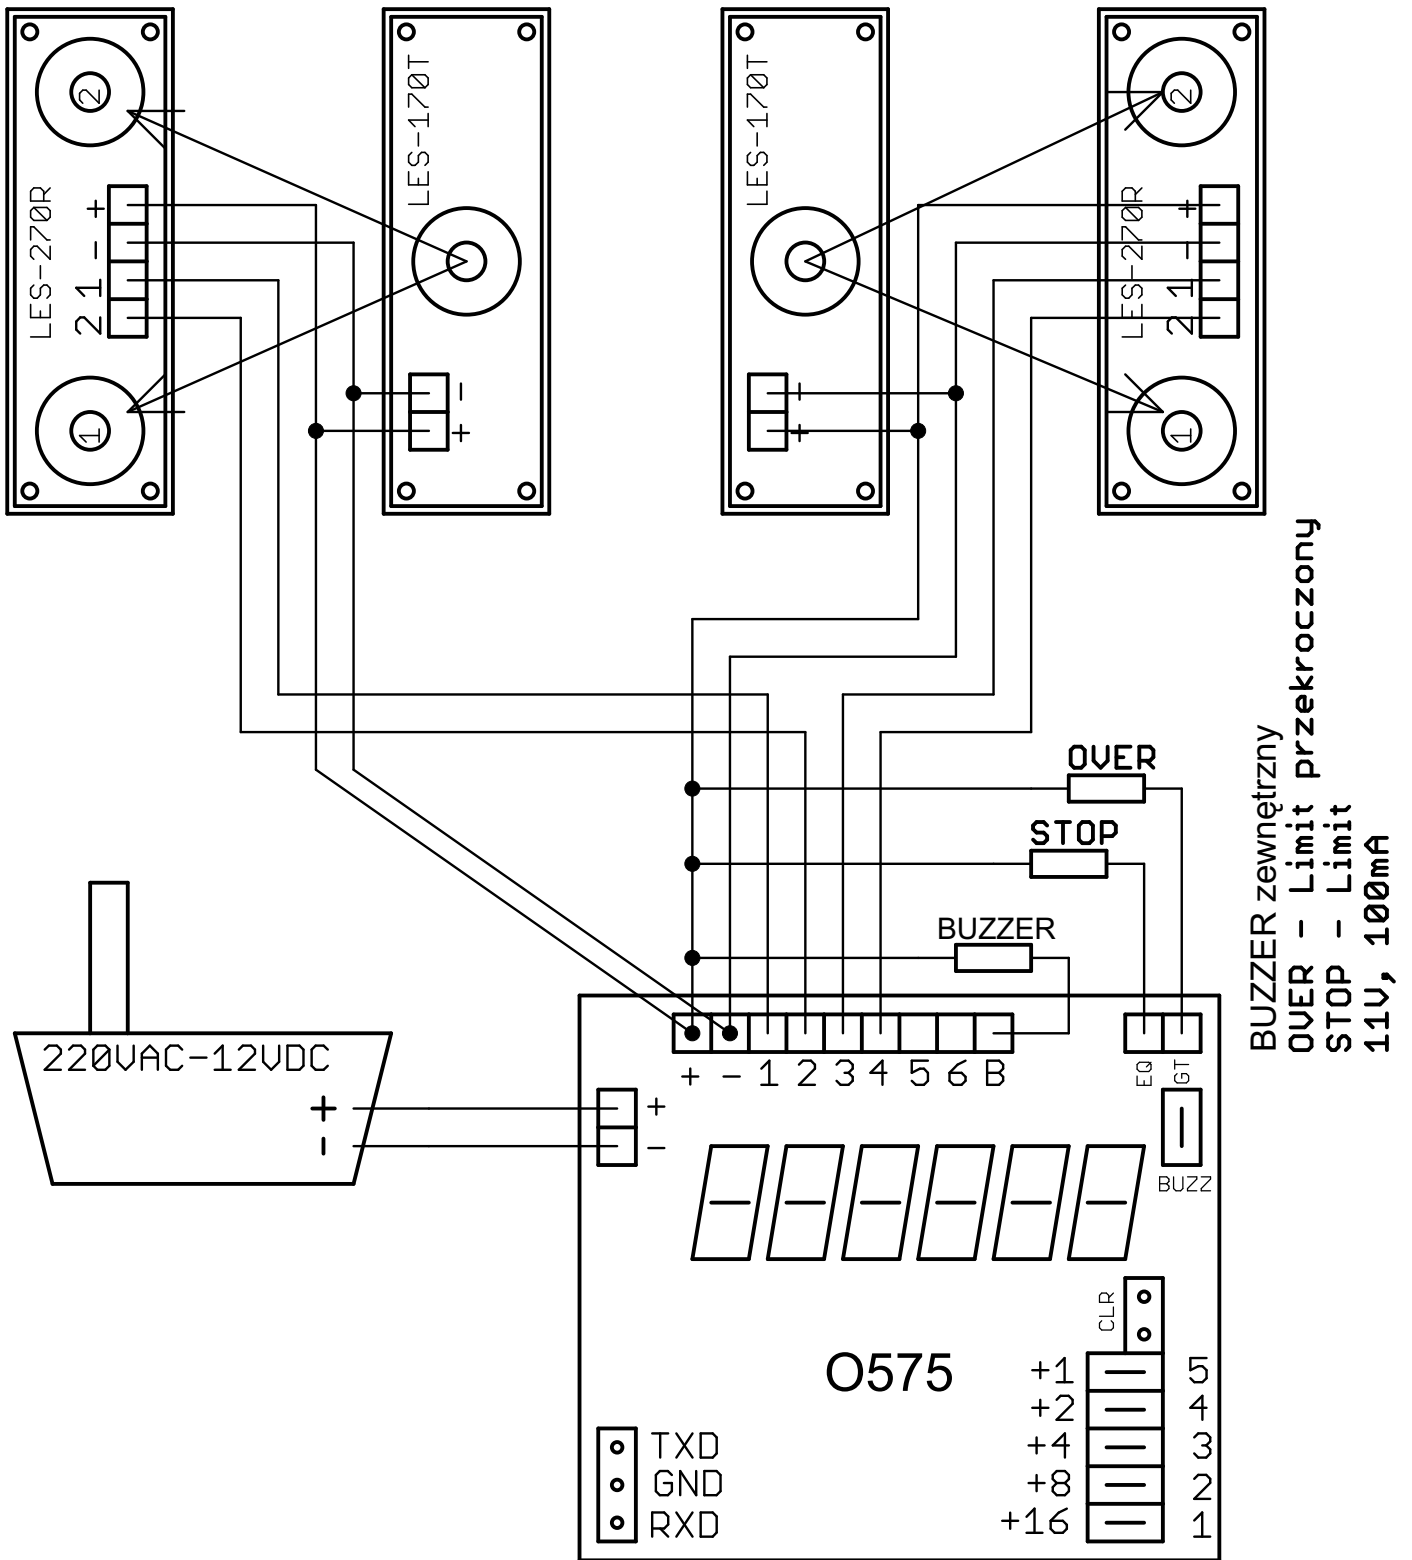 2
LES-270R
+
-
1
2
1
LES-170T
-
+
LES-170T
+
+
2
LES-270R
+
-
1
2
1
OVER
STOP
BUZZER
BUZZER zewnętrzny
OVER - Limit przekroczony
STOP - Limit
11V, 100mA
220VAC-12VDC
+
-
+ - 1 2 3 4 5 6 B
EQ
GT
+
-
BUZZ
CLR
O575
+1 5
+2 4
+4 3
+8 2
+16 1
TXD
GND
RXD